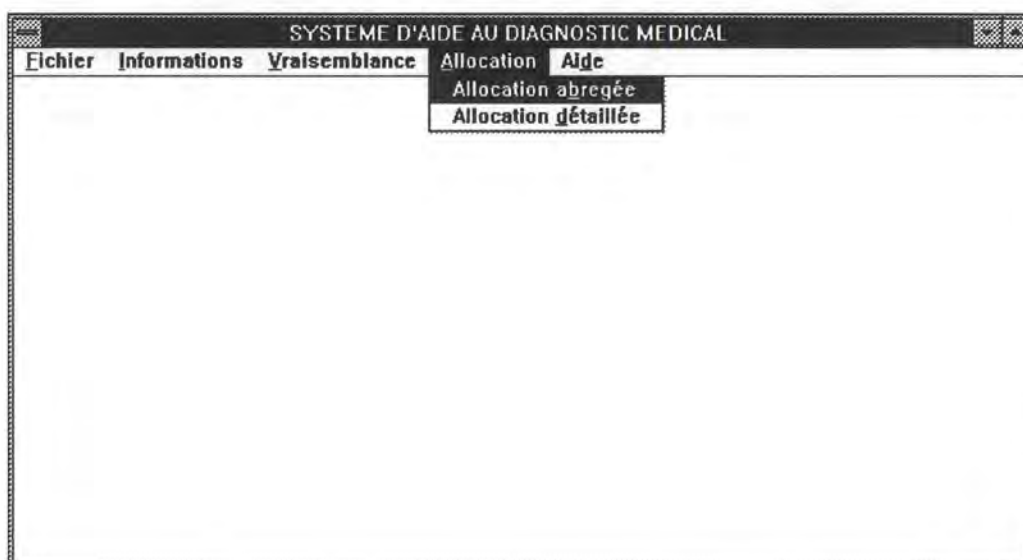 SYSTEME D'AIDE AU DIAGNOSTIC MEDICAL
Fichier Informations Vraisemblance Allocation Aide
Allocation abregée
Allocation détaillée